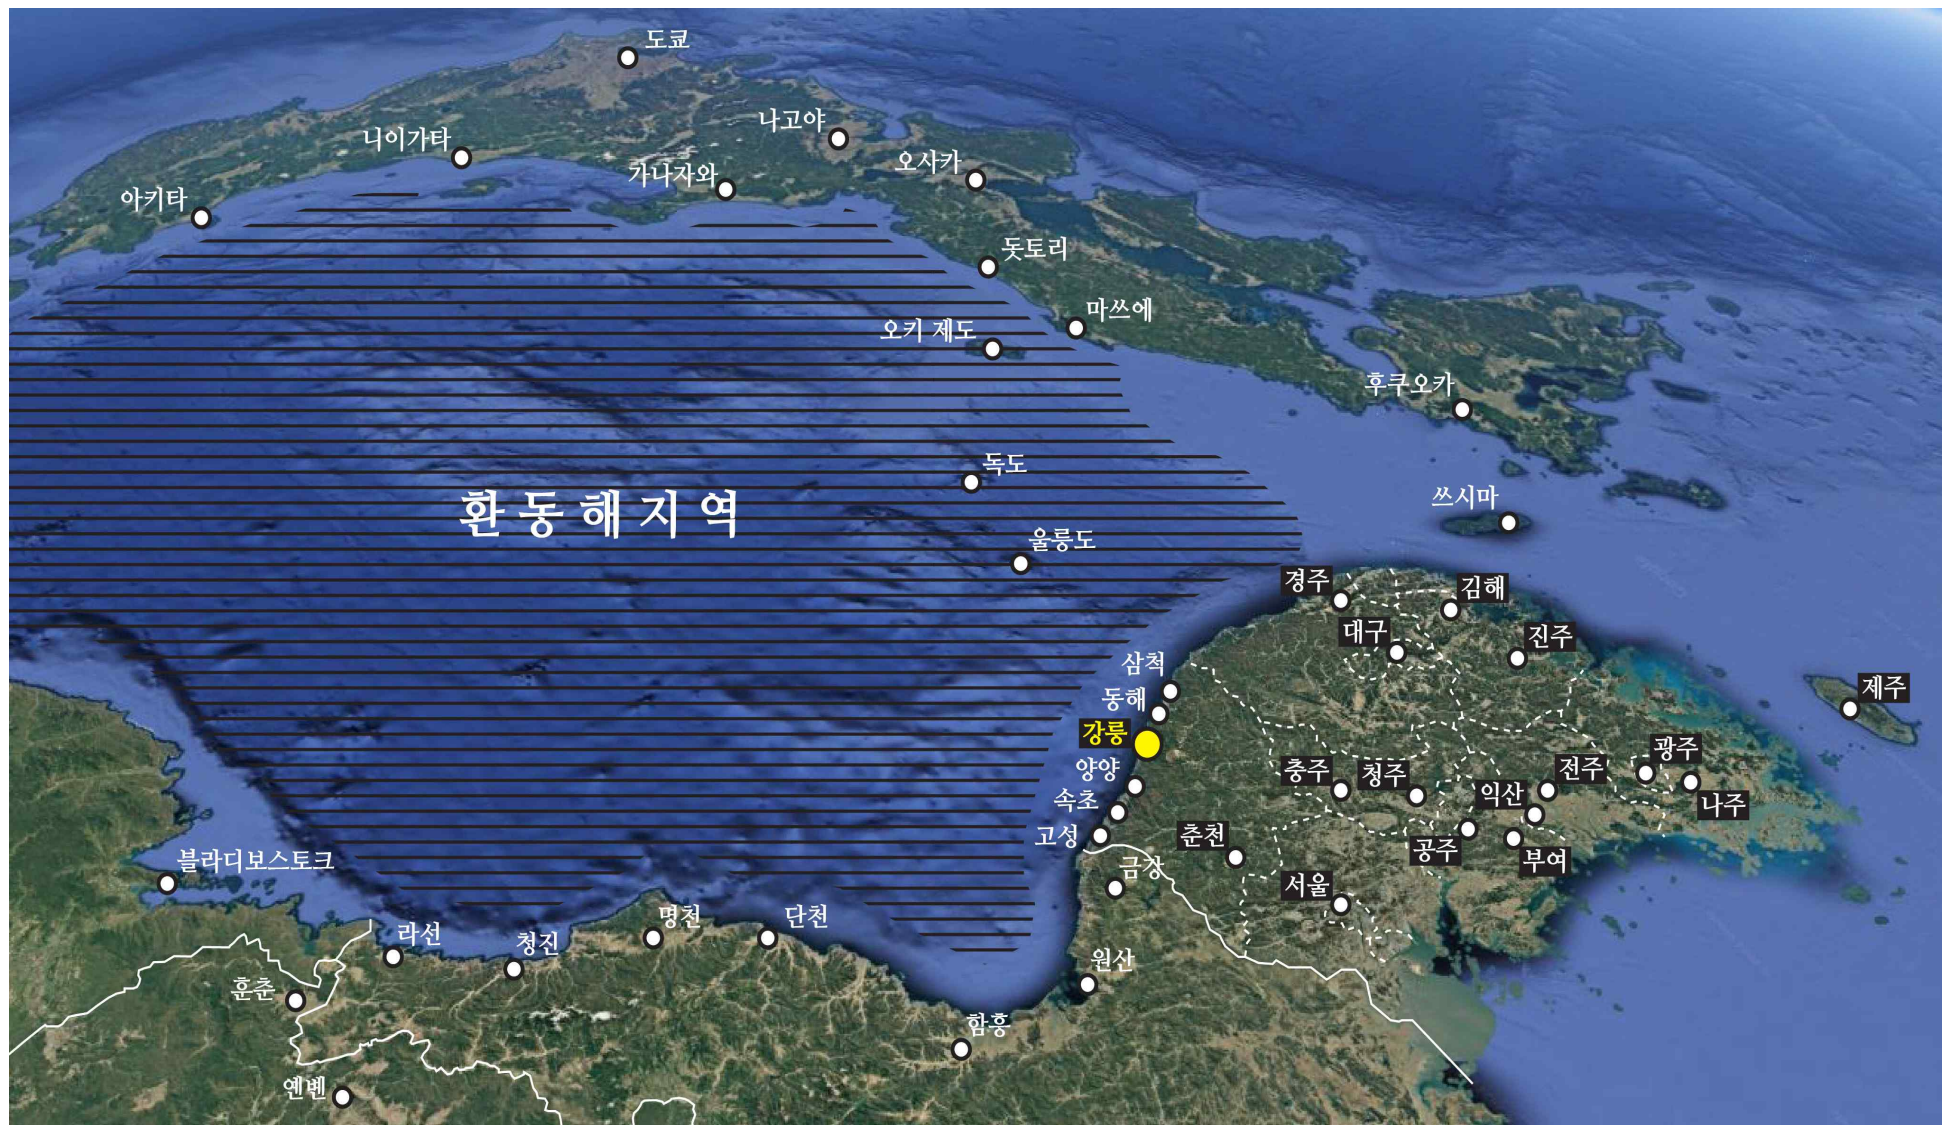 도쿄
나고야
니이가타
오사카
가나자와
아키타
돗토리
마쓰에
오키 제도
후쿠오카
독도
쓰시마
환동해지역
울릉도
경주
김해
대구
진주
삼척
제주
동해
강릉
광주
양양
충주
청주
전주
익산
나주
속초
고성
춘천
공주
부여
블라디보스토크
금강
서울
명천
단천
라선
청진
원산
훈춘
함흥
옌벤